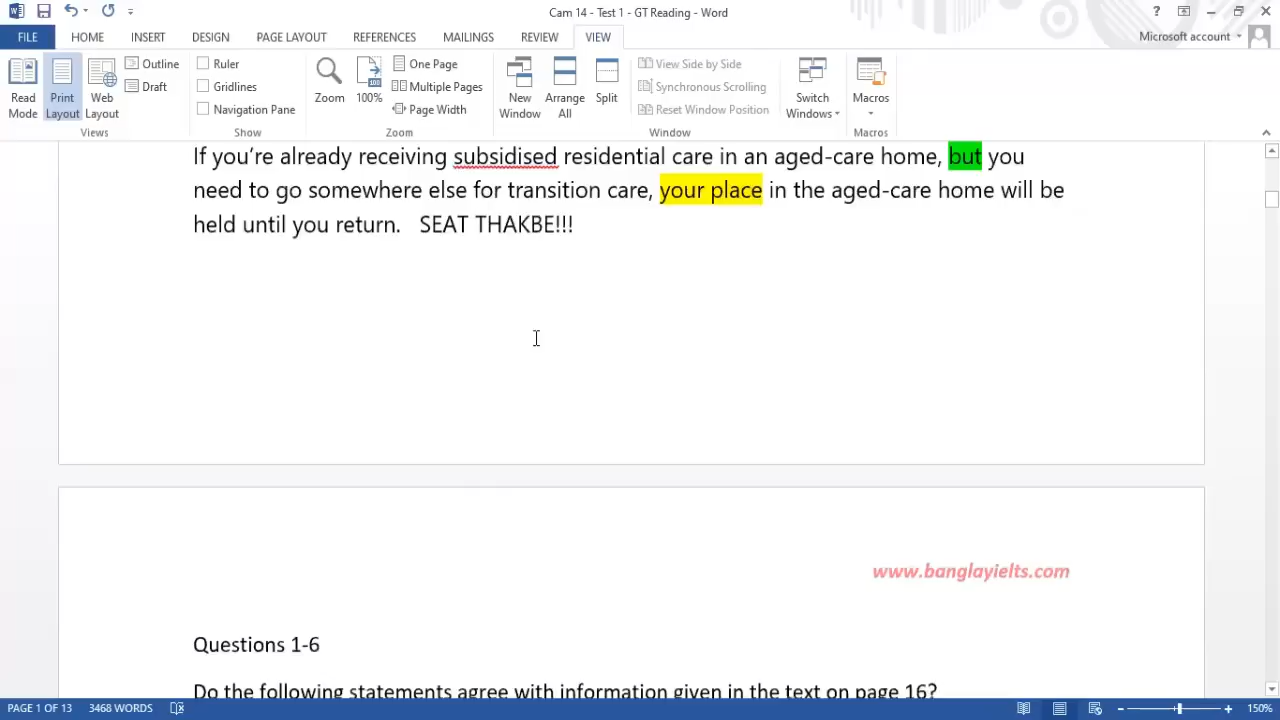 Cam 14 - Test 1 - GT Reading - Word
FILE HOME INSERT DESIGN PAGE LAYOUT REFERENCES MAILINGS REVIEW VIEW Microsoft account
Read Mode
Print Layout
Web Layout
Outline
Draft
Views
Ruler
Gridlines
Navigation Pane
Show
Zoom
100%
One Page
Multiple Pages
Page Width
Zoom
New Window
Arrange All
Split
View Side by Side
Synchronous Scrolling
Reset Window Position
Window
Switch Windows
Macros
Macros
If you’re already receiving subsidised residential care in an aged-care home, but you
need to go somewhere else for transition care, your place in the aged-care home will be
held until you return. SEAT THAKBE!!!
www.banglayielts.com
Questions 1-6
Do the following statements agree with information given in the text on page 16?
PAGE 1 OF 13 3468 WORDS 150%